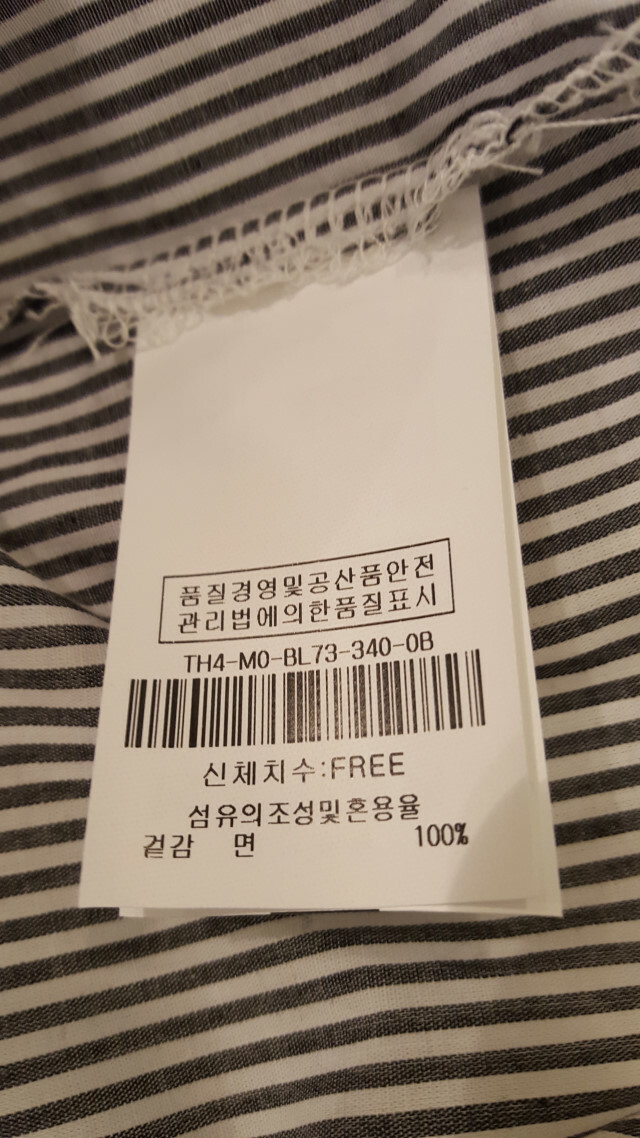 품질경영및공산품안전
관리법에의한품질표시
TH4-M0-BL73-340-0B
신체치수:FREE
섬유의조성및혼용율
겉감 면 100%